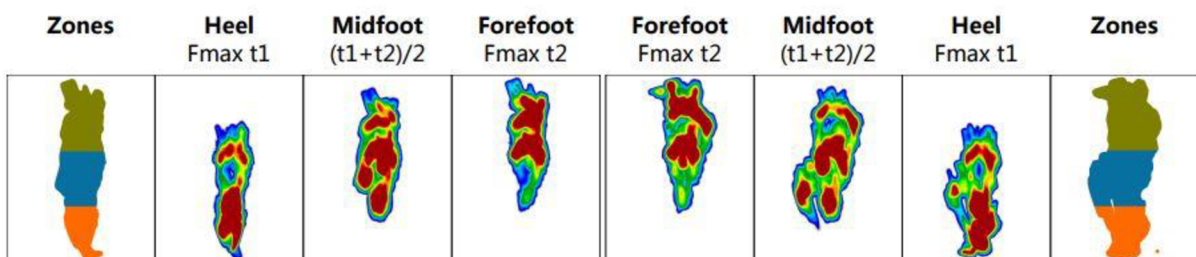 Zones Heel Midfoot Forefoot Forefoot Midfoot Heel Zones
Fmax t1 (t1+t2)/2 Fmax t2 Fmax t2 (t1+t2)/2 Fmax t1